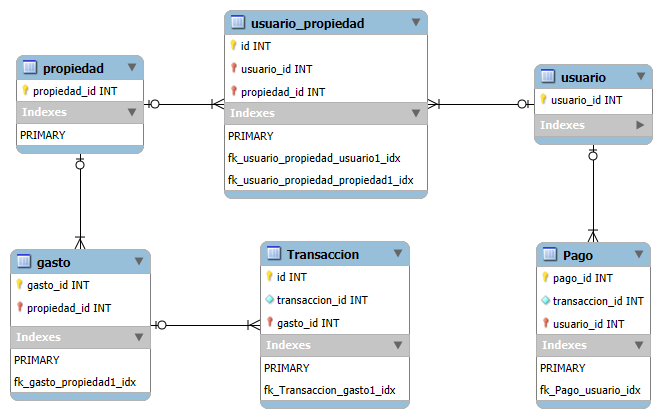 usuario_propiedad
id INT
usuario_id INT
propiedad_id INT
Indexes
PRIMARY
fk_usuario_propiedad_usuario1_idx
fk_usuario_propiedad_propiedad1_idx
propiedad
propiedad_id INT
Indexes
PRIMARY
usuario
usuario_id INT
Indexes
gasto
gasto_id INT
propiedad_id INT
Indexes
PRIMARY
fk_gasto_propiedad1_idx
Transaccion
id INT
transaccion_id INT
gasto_id INT
Indexes
PRIMARY
fk_Transaccion_gasto1_idx
Pago
pago_id INT
transaccion_id INT
usuario_id INT
Indexes
PRIMARY
fk_Pago_usuario_idx